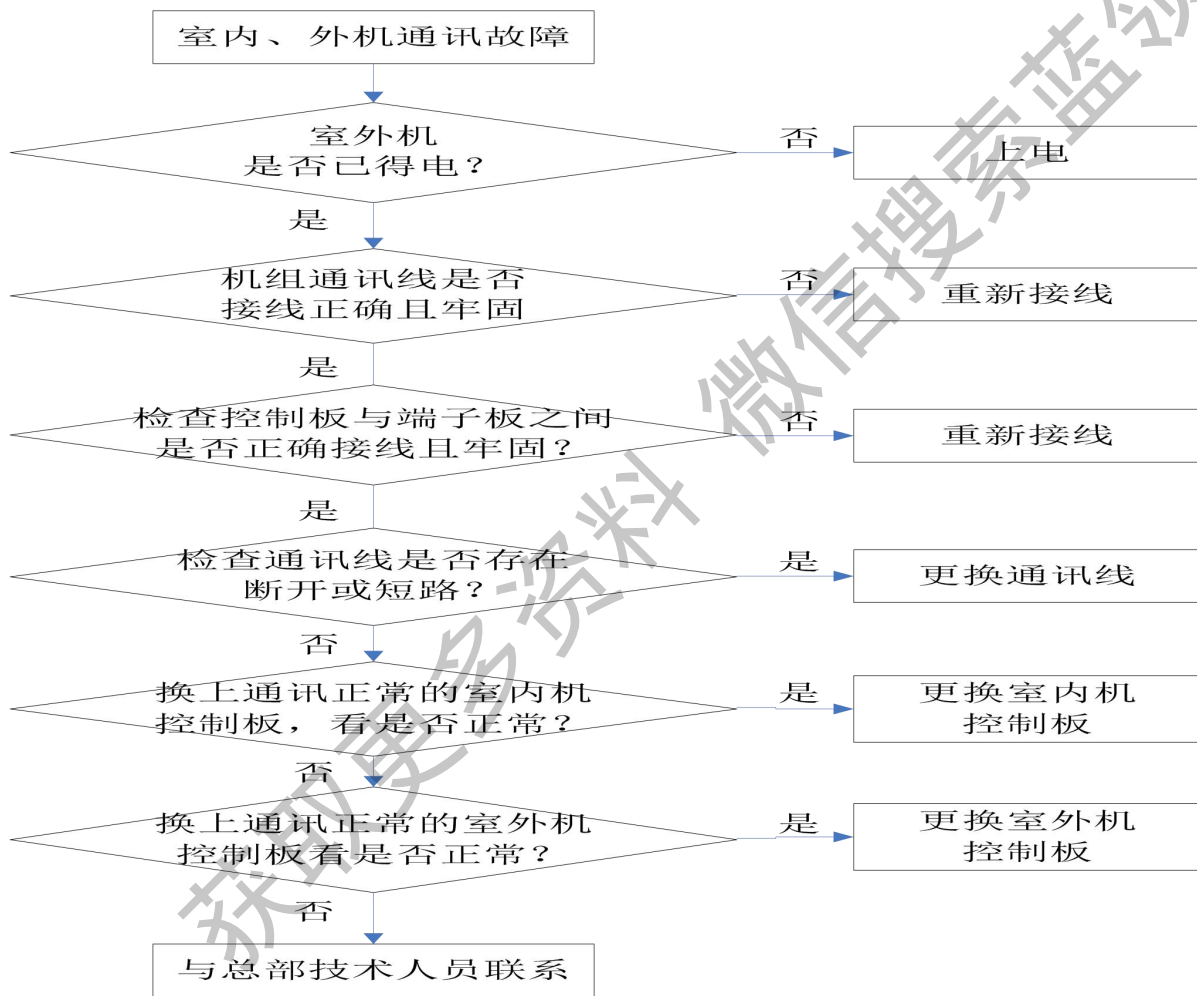 室内、外机通讯故障
室外机
是否已得电?
否
上电
是
机组通讯线是否
接线正确且牢固
否
重新接线
是
检查控制板与端子板之间
是否正确接线且牢固?
否
重新接线
是
检查通讯线是否存在
断开或短路?
是
更换通讯线
否
换上通讯正常的室内机
控制板，看是否正常?
是
更换室内机
控制板
否
换上通讯正常的室外机
控制板看是否正常?
是
更换室外机
控制板
否
与总部技术人员联系
获取更多资料 微信搜索蓝领